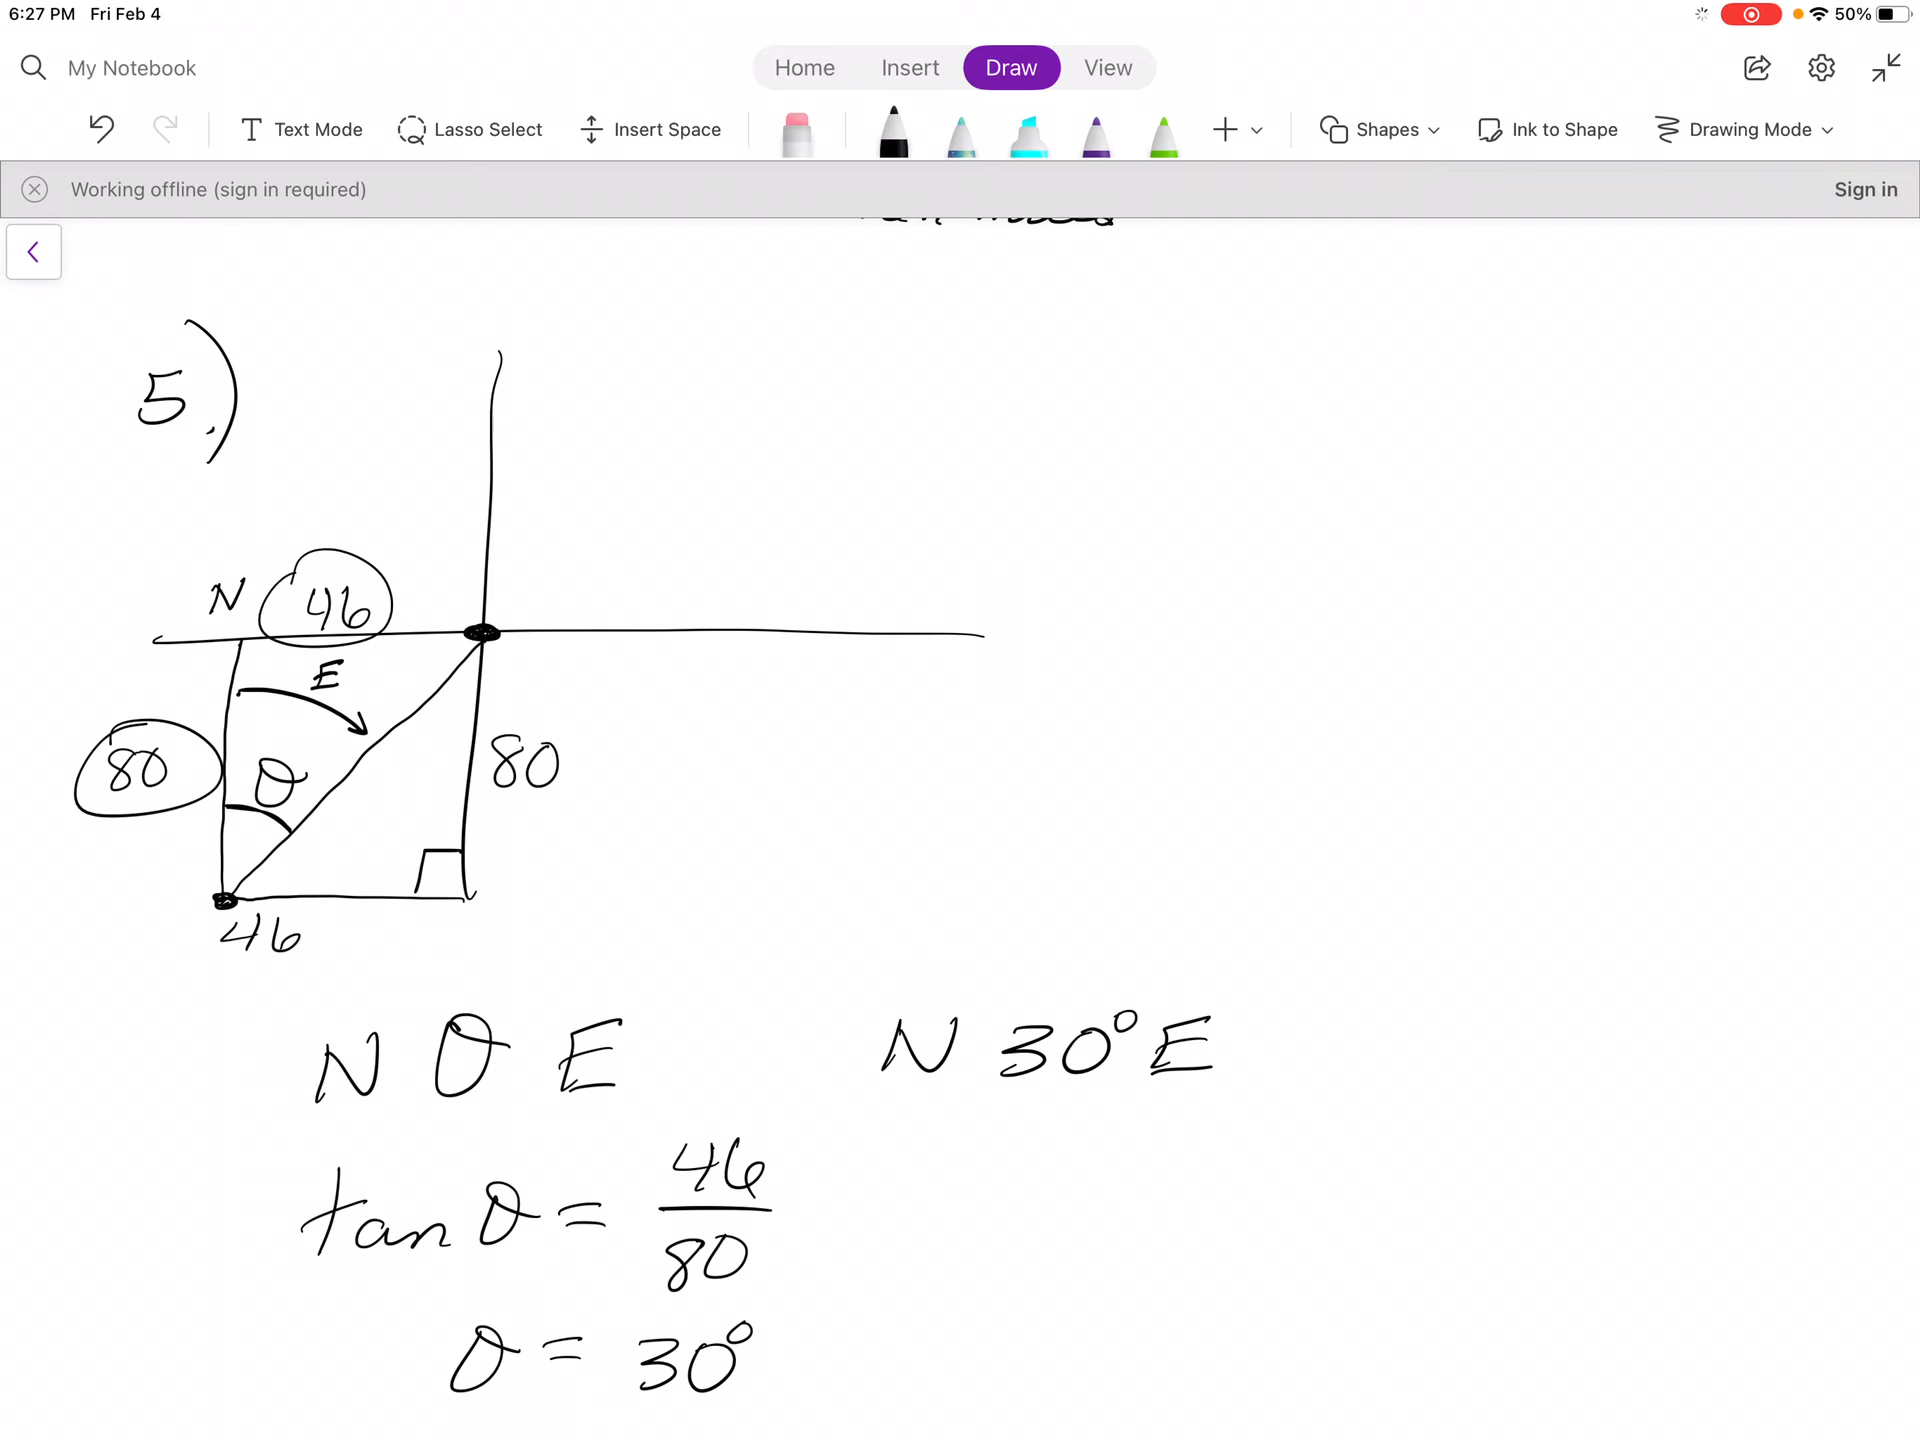 6:27 PM Fri Feb 4
50%
My Notebook
Home Insert Draw View
Text Mode Lasso Select Insert Space Shapes Ink to Shape Drawing Mode
Working offline (sign in required) Sign in
5.)
N 46
E
80 θ 80
46
N θ E N 30° E
tan θ = 46/80
θ = 30°